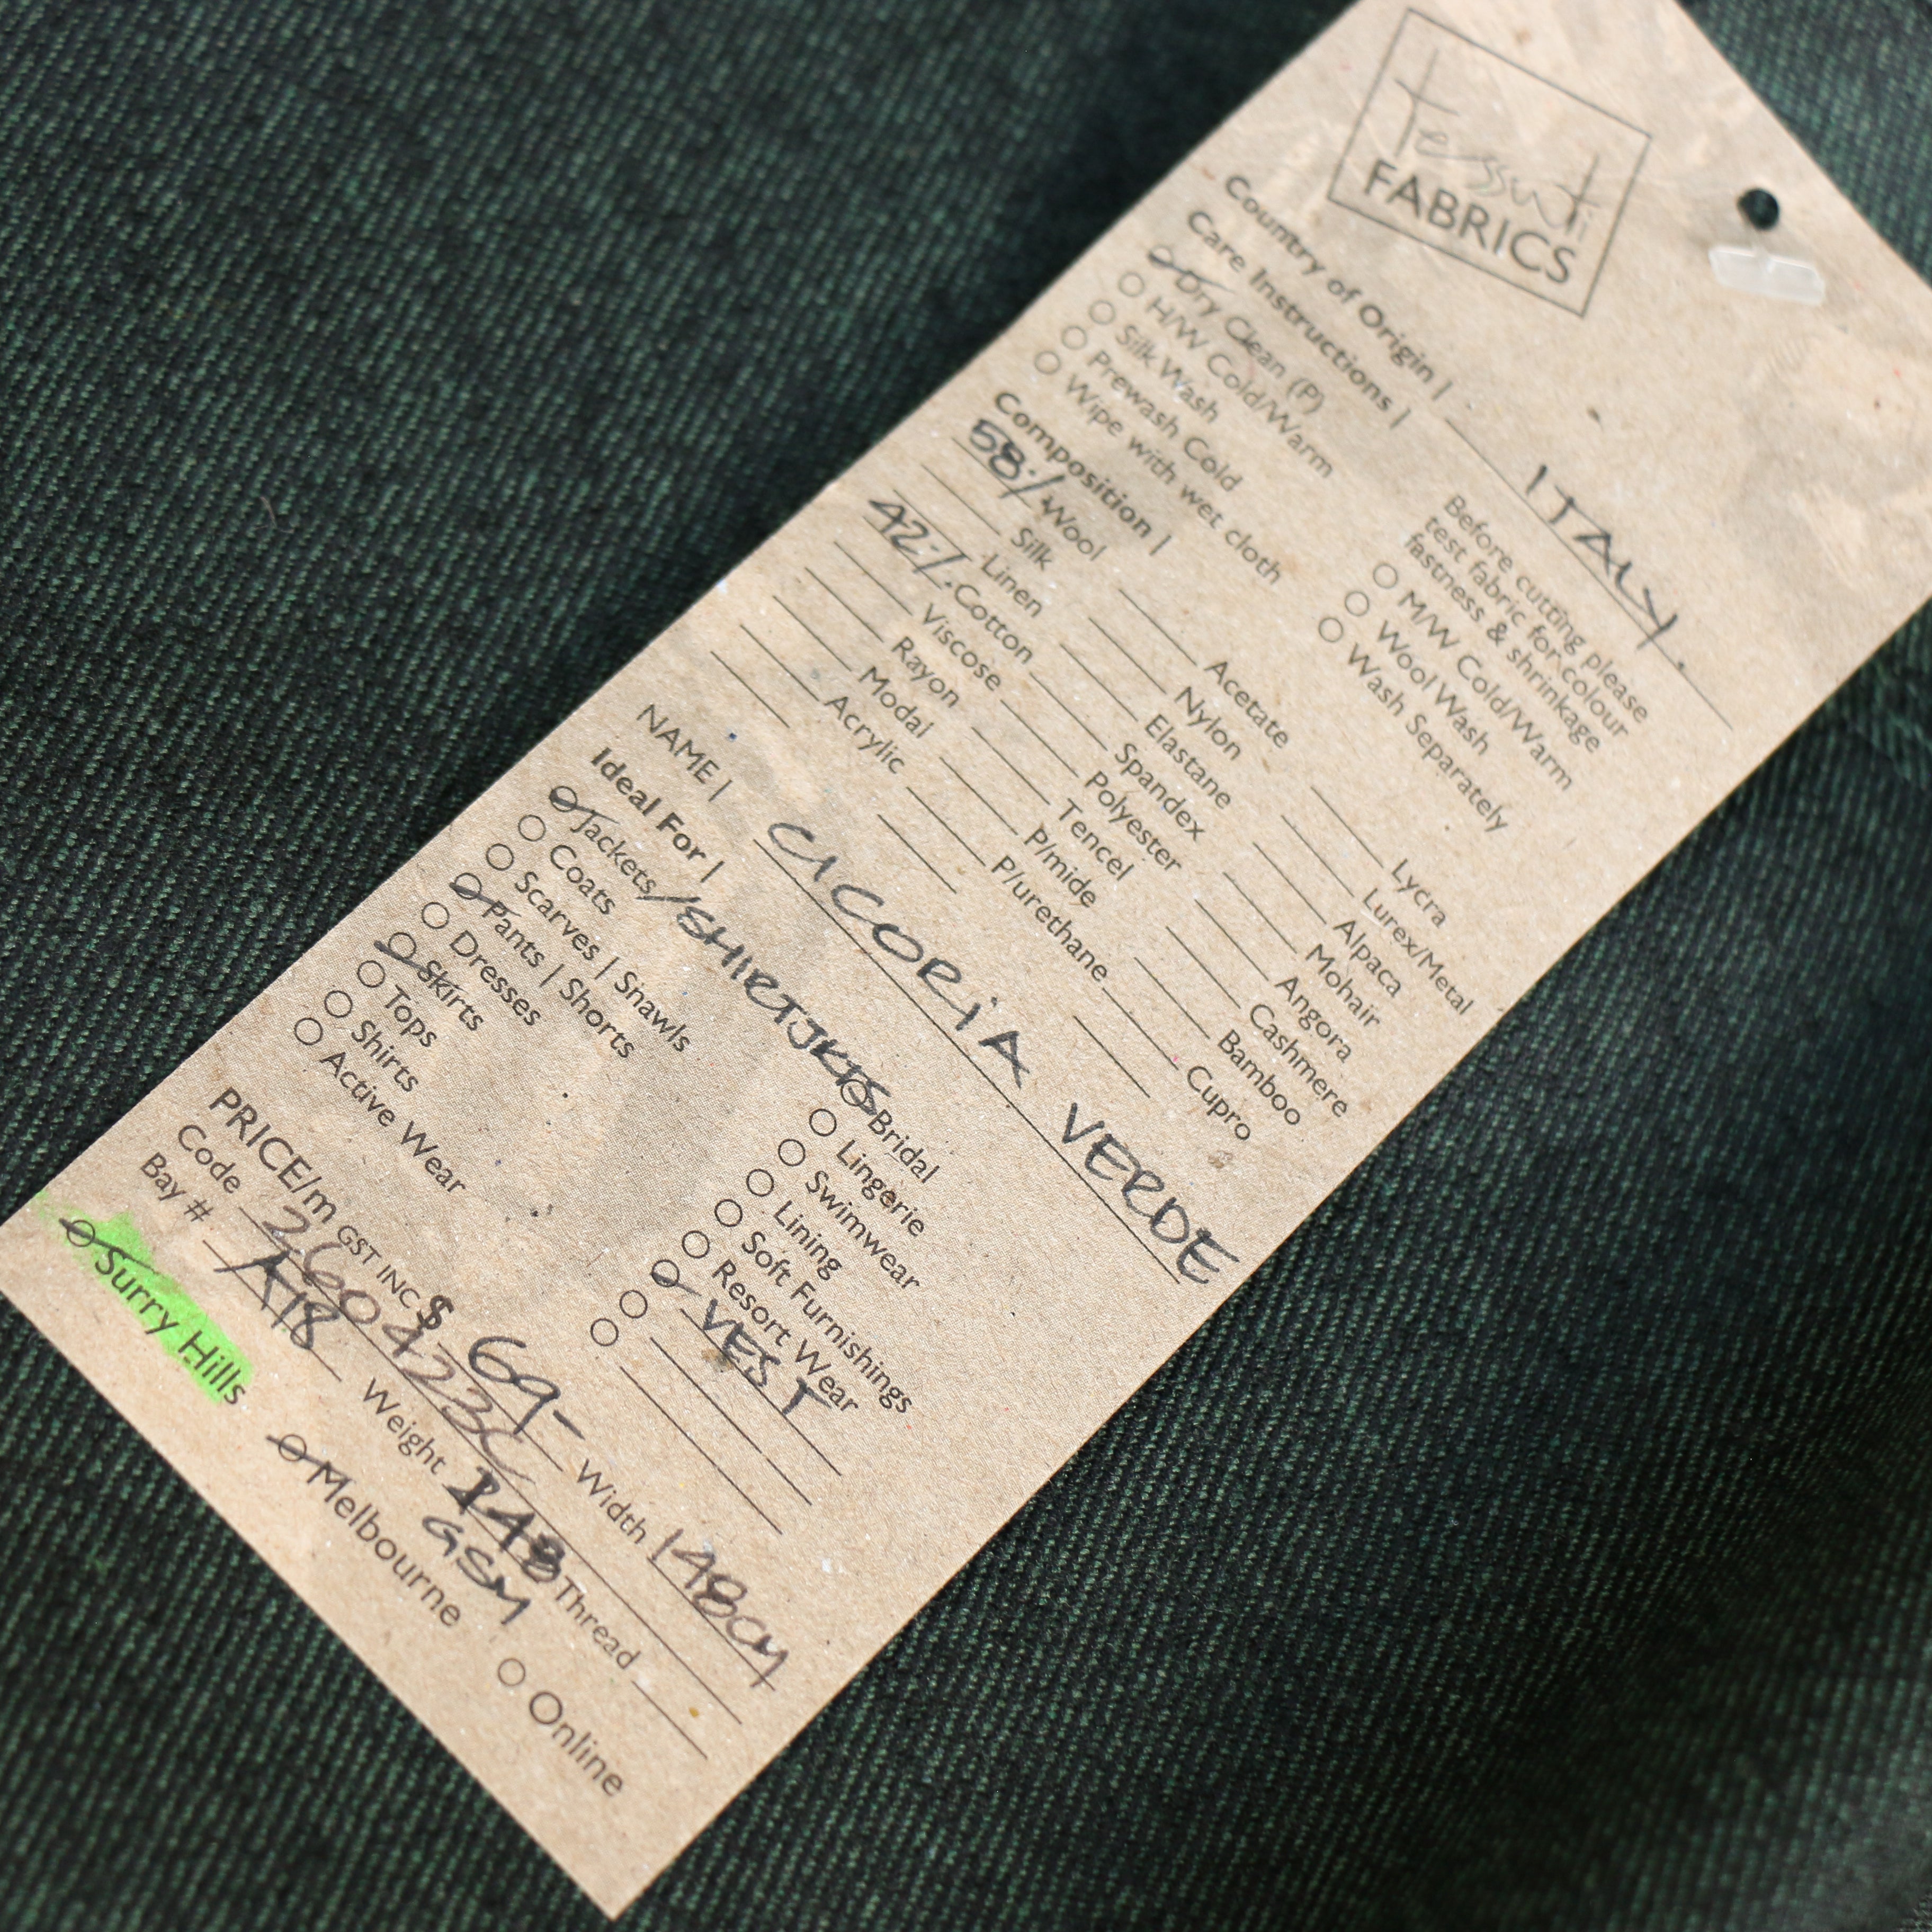 tessuti
FABRICS
Country of Origin | ITALY.
Care Instructions |
Before cutting please
test fabric for colour
fastness & shrinkage
Dry Clean (P)
H/W Cold/Warm
Silk Wash
Prewash Cold
Wipe with wet cloth
M/W Cold/Warm
Wool Wash
Wash Separately
Composition |
58% Wool
Silk
Linen
42% Cotton
Viscose
Rayon
Modal
Acrylic
Acetate
Nylon
Elastane
Spandex
Polyester
Tencel
P/mide
P/urethane
Lycra
Lurex/Metal
Alpaca
Mohair
Angora
Cashmere
Bamboo
Cupro
NAME | CICORIA VERDE
Ideal For |
Jackets/SHIRTJKTS
Coats
Scarves | Shawls
Pants | Shorts
Dresses
Skirts
Tops
Shirts
Active Wear
Bridal
Lingerie
Swimwear
Lining
Soft Furnishings
Resort Wear
VEST
PRICE/m GST INC $ 69- Width 148CM
Code
Bay # A18 Weight GSM Thread
Surry Hills Melbourne Online